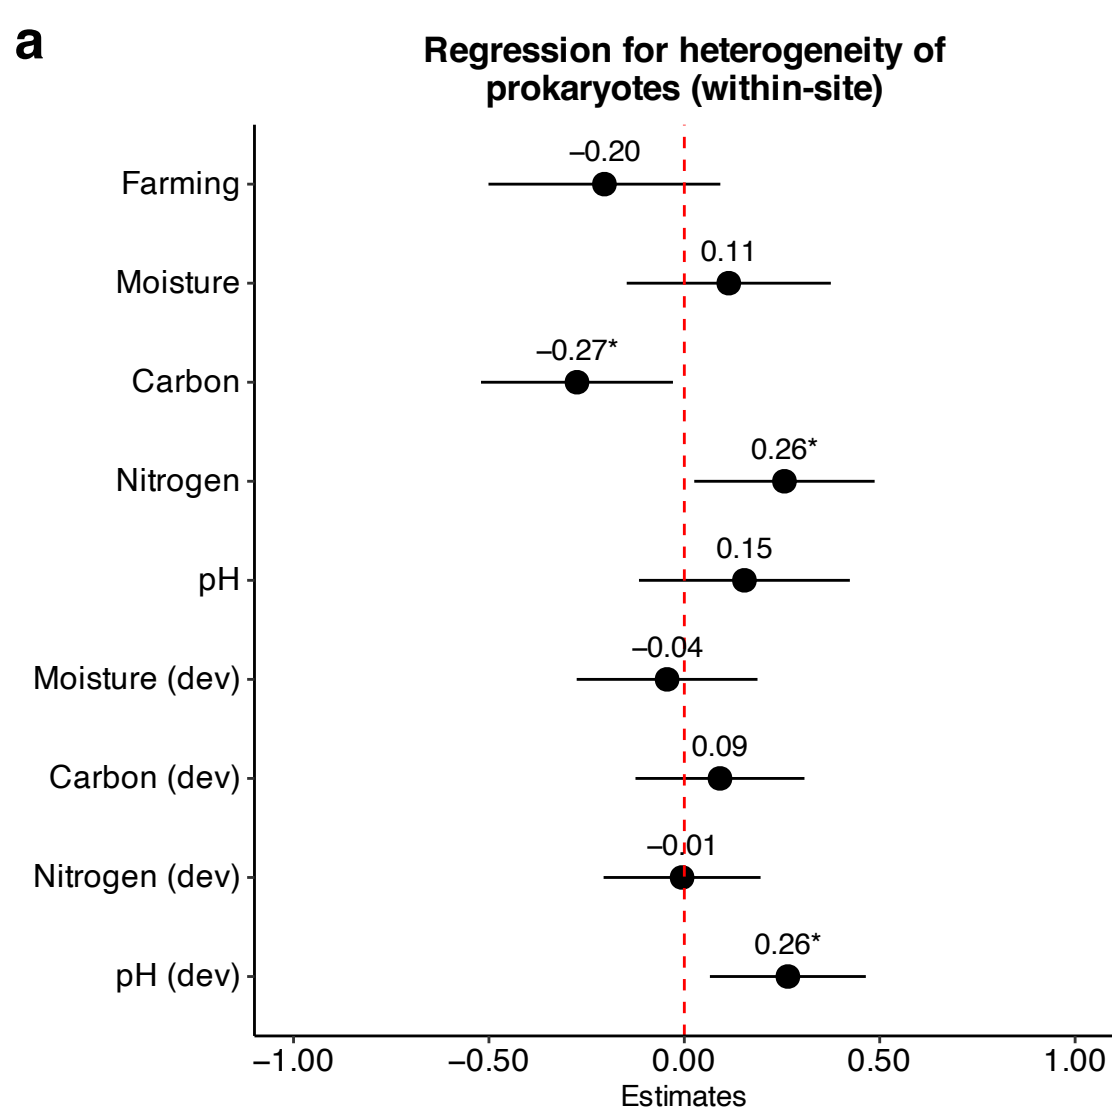 a
Regression for heterogeneity of
prokaryotes (within-site)
−0.20
Farming
0.11
Moisture
−0.27*
Carbon
0.26*
Nitrogen
0.15
pH
−0.04
Moisture (dev)
0.09
Carbon (dev)
−0.01
Nitrogen (dev)
0.26*
pH (dev)
−1.00 −0.50 0.00 0.50 1.00
Estimates